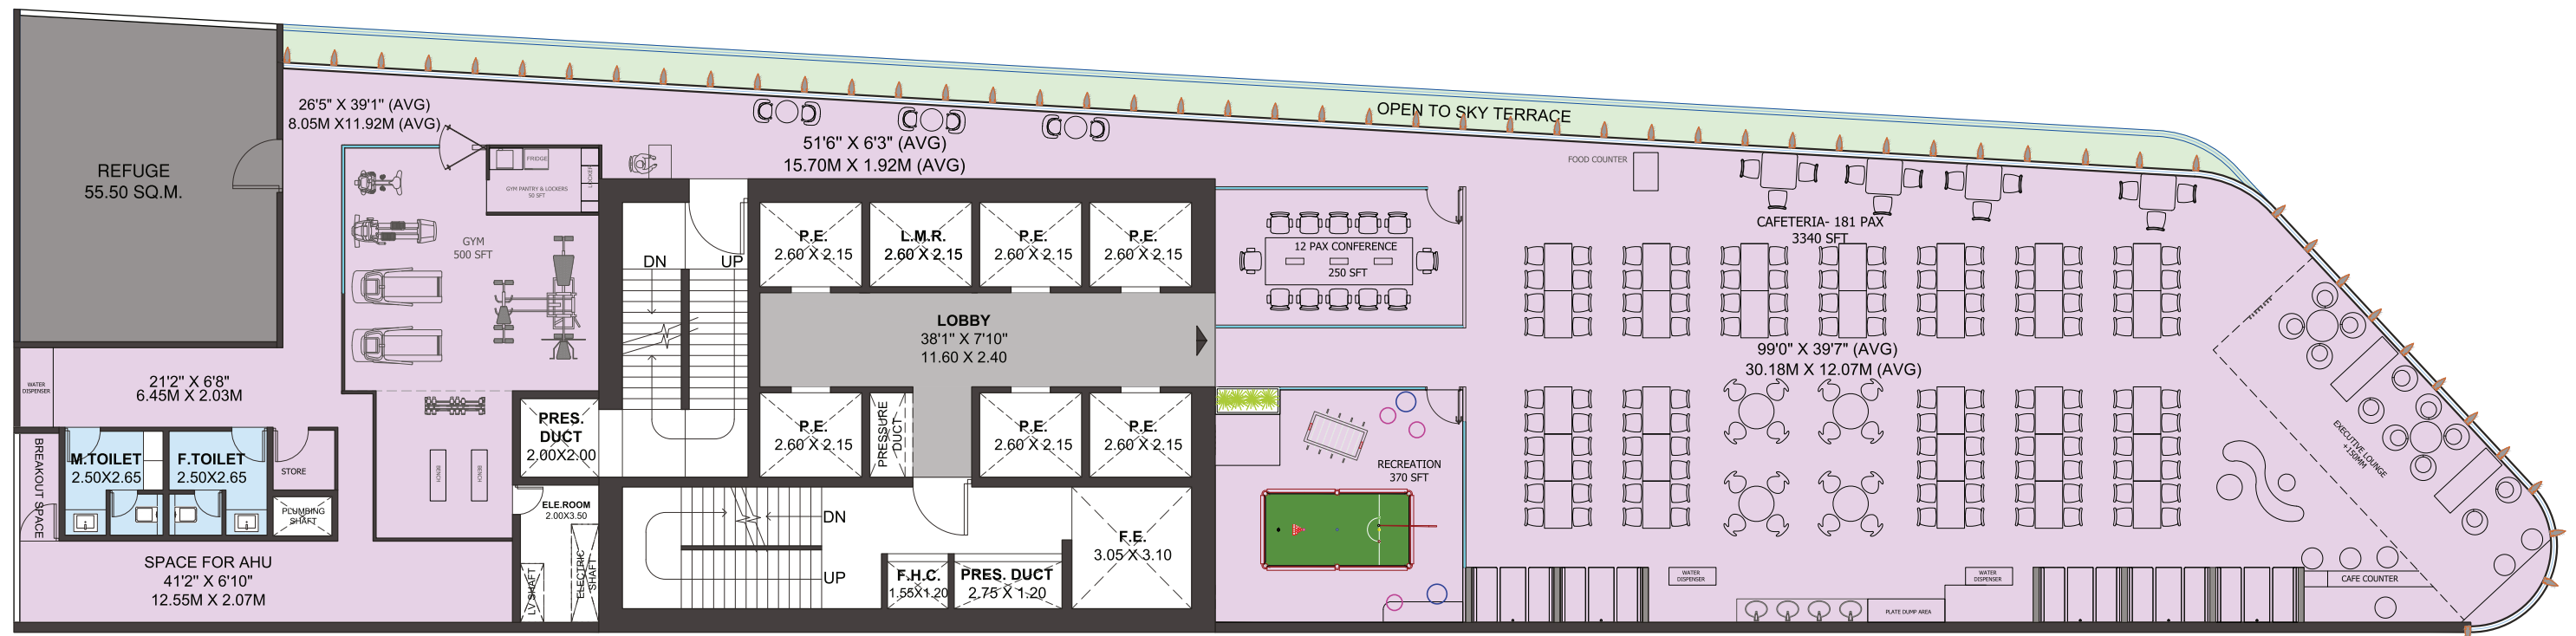 REFUGE
55.50 SQ.M.
26'5" X 39'1" (AVG)
8.05M X11.92M (AVG)
FRIDGE
GYM PANTRY & LOCKERS
50 SFT
LOCKER
GYM
500 SFT
51'6" X 6'3" (AVG)
15.70M X 1.92M (AVG)
OPEN TO SKY TERRACE
FOOD COUNTER
CAFETERIA- 181 PAX
3340 SFT
12 PAX CONFERENCE
250 SFT
DN
UP
P.E.
2.60 X 2.15
L.M.R.
2.60 X 2.15
P.E.
2.60 X 2.15
P.E.
2.60 X 2.15
LOBBY
38'1" X 7'10"
11.60 X 2.40
99'0" X 39'7" (AVG)
30.18M X 12.07M (AVG)
WATER
DISPENSER
21'2" X 6'8"
6.45M X 2.03M
PRES.
DUCT
2.00X2.00
P.E.
2.60 X 2.15
PRESSURE
DUCT
P.E.
2.60 X 2.15
P.E.
2.60 X 2.15
BREAKOUT SPACE
M.TOILET
2.50X2.65
F.TOILET
2.50X2.65
STORE
PLUMBING
SHAFT
BENCH
BENCH
RECREATION
370 SFT
EXECUTIVE LOUNGE
+150MM
ELE.ROOM
2.00X3.50
LV SHAFT
ELECTRIC
SHAFT
DN
UP
F.H.C.
1.55X1.20
PRES. DUCT
2.75 X 1.20
F.E.
3.05 X 3.10
SPACE FOR AHU
41'2" X 6'10"
12.55M X 2.07M
WATER
DISPENSER
WATER
DISPENSER
PLATE DUMP AREA
CAFE COUNTER